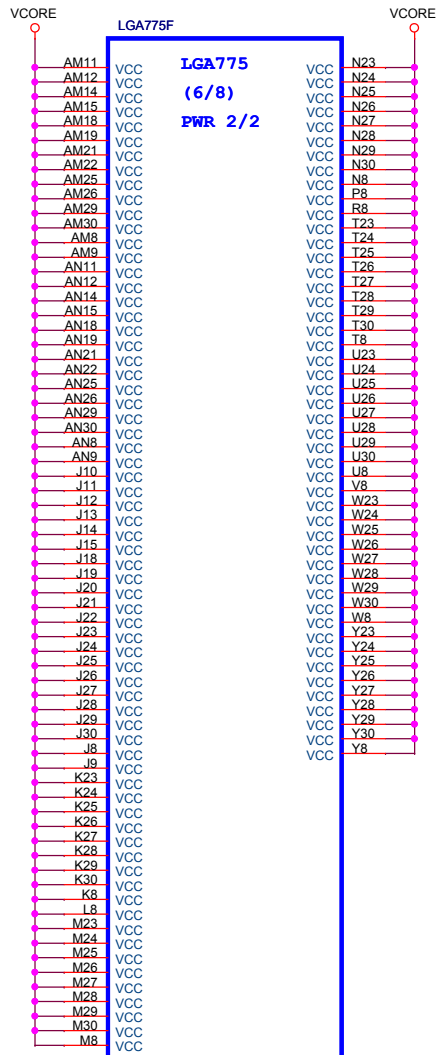 VCORE VCORE
LGA775F
LGA775
(6/8)
PWR 2/2
AM11 VCC VCC N23
AM12 VCC VCC N24
AM14 VCC VCC N25
AM15 VCC VCC N26
AM18 VCC VCC N27
AM19 VCC VCC N28
AM21 VCC VCC N29
AM22 VCC VCC N30
AM25 VCC VCC N8
AM26 VCC VCC P8
AM29 VCC VCC R8
AM30 VCC VCC T23
AM8 VCC VCC T24
AM9 VCC VCC T25
AN11 VCC VCC T26
AN12 VCC VCC T27
AN14 VCC VCC T28
AN15 VCC VCC T29
AN18 VCC VCC T30
AN19 VCC VCC T8
AN21 VCC VCC U23
AN22 VCC VCC U24
AN25 VCC VCC U25
AN26 VCC VCC U26
AN29 VCC VCC U27
AN30 VCC VCC U28
AN8 VCC VCC U29
AN9 VCC VCC U30
J10 VCC VCC U8
J11 VCC VCC V8
J12 VCC VCC W23
J13 VCC VCC W24
J14 VCC VCC W25
J15 VCC VCC W26
J18 VCC VCC W27
J19 VCC VCC W28
J20 VCC VCC W29
J21 VCC VCC W30
J22 VCC VCC W8
J23 VCC VCC Y23
J24 VCC VCC Y24
J25 VCC VCC Y25
J26 VCC VCC Y26
J27 VCC VCC Y27
J28 VCC VCC Y28
J29 VCC VCC Y29
J30 VCC VCC Y30
J8 VCC VCC Y8
J9 VCC
K23 VCC
K24 VCC
K25 VCC
K26 VCC
K27 VCC
K28 VCC
K29 VCC
K30 VCC
K8 VCC
L8 VCC
M23 VCC
M24 VCC
M25 VCC
M26 VCC
M27 VCC
M28 VCC
M29 VCC
M30 VCC
M8 VCC